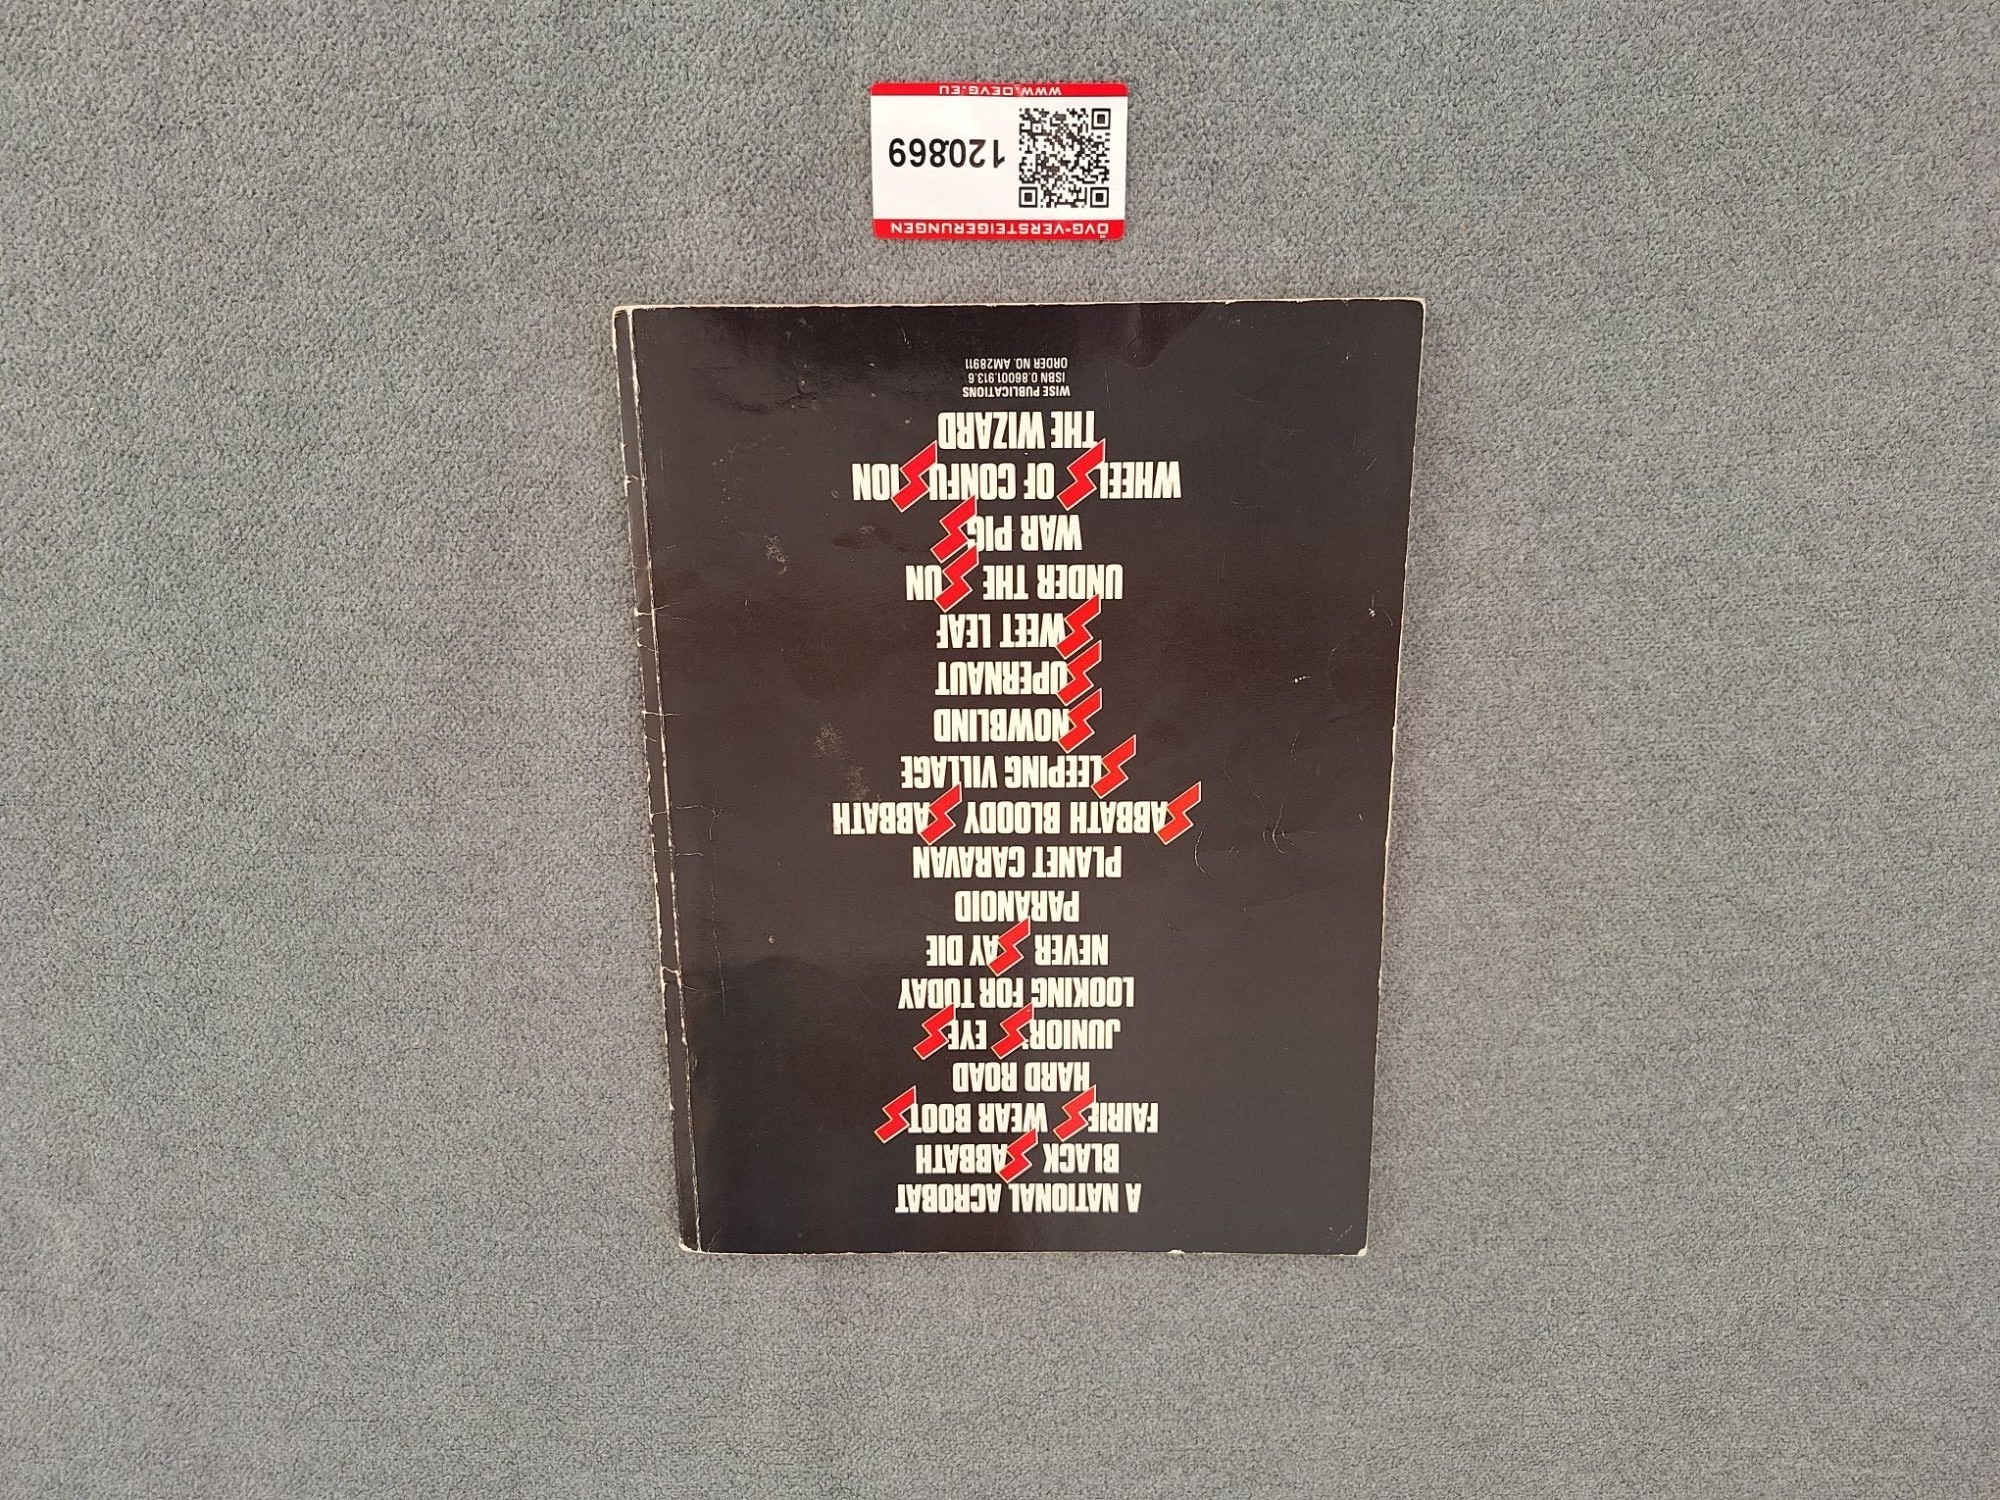 A NATIONAL ACROBAT
BLACK SABBATH
FAIRIES WEAR BOOTS
HARD ROAD
JUNIOR'S EYES
LOOKING FOR TODAY
NEVER SAY DIE
PARANOID
PLANET CARAVAN
SABBATH BLOODY SABBATH
SLEEPING VILLAGE
SNOWBLIND
SUPERNAUT
SWEET LEAF
UNDER THE SUN
WAR PIGS
WHEELS OF CONFUSION
THE WIZARD
WISE PUBLICATIONS
ISBN 0.86001.913.6
ORDER NO. AM28911
ÖVG-VERSTEIGERUNGEN
120.869
WWW.OEVG.EU